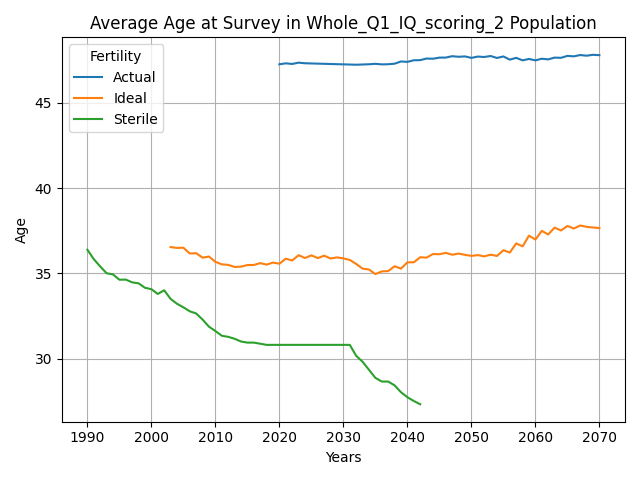 Average Age at Survey in Whole_Q1_IQ_scoring_2 Population
Fertility
Actual
Ideal
Sterile
45
40
35
30
Age
1990 2000 2010 2020 2030 2040 2050 2060 2070
Years